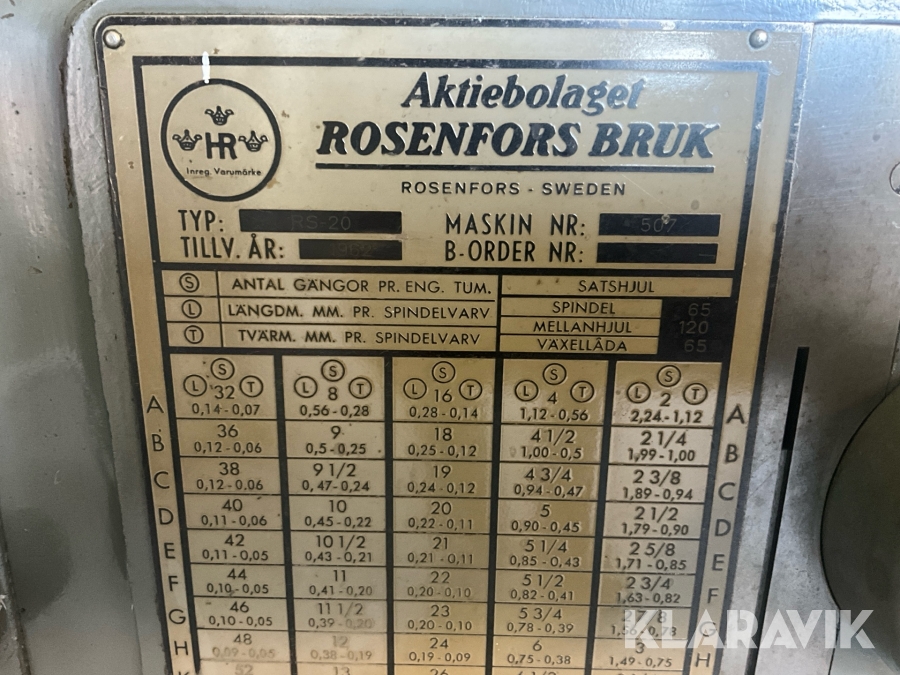 HR
Inreg. Varumärke
Aktiebolaget
ROSENFORS BRUK
ROSENFORS - SWEDEN
TYP: RS-20 MASKIN NR: 507
TILLV. ÅR: B-ORDER NR:
S ANTAL GÄNGOR PR. ENG. TUM. SATSHJUL
L LÄNGDM. MM. PR. SPINDELVARV SPINDEL 65
MELLANHJUL 120
T TVÄRM. MM. PR. SPINDELVARV VÄXELLÅDA 65
S S S S S
L T L T L T L T L T
A 32 8 16 4 2 A
0,14-0,07 0,56-0,28 0,28-0,14 1,12-0,56 2,24-1,12
B 36 9 18 4 1/2 2 1/4 B
0,12-0,06 0,5-0,25 0,25-0,12 1,00-0,5 1,99-1,00
C 38 9 1/2 19 4 3/4 2 3/8 C
0,12-0,06 0,47-0,24 0,24-0,12 0,94-0,47 1,89-0,94
D 40 10 20 5 2 1/2 D
0,11-0,06 0,45-0,22 0,22-0,11 0,90-0,45 1,79-0,90
E 42 10 1/2 21 5 1/4 2 5/8 E
0,11-0,05 0,43-0,21 0,21-0,11 0,85-0,43 1,71-0,85
F 44 11 22 5 1/2 2 3/4 F
0,10-0,05 0,41-0,20 0,20-0,10 0,82-0,41 1,63-0,82
G 46 11 1/2 23 5 3/4 7/8 G
0,10-0,05 0,39-0,20 0,20-0,10 0,78-0,39
H 48 12 24 6 3 H
0,09-0,05 0,38-0,19 0,19-0,09 0,75-0,38 1,49-0,75
K 52 13 26
KLARAVIK